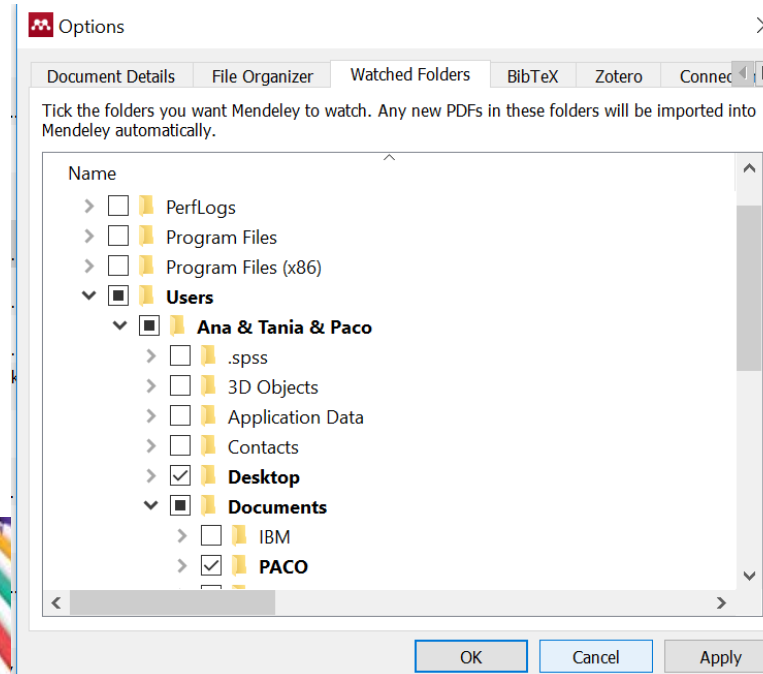 Options
Document Details File Organizer Watched Folders BibTeX Zotero
Tick the folders you want Mendeley to watch. Any new PDFs in these folders will be imported into
Mendeley automatically.
Name
PerfLogs
Program Files
Program Files (x86)
Users
Ana & Tania & Paco
.spss
3D Objects
Application Data
Contacts
Desktop
Documents
IBM
PACO
OK Cancel Apply